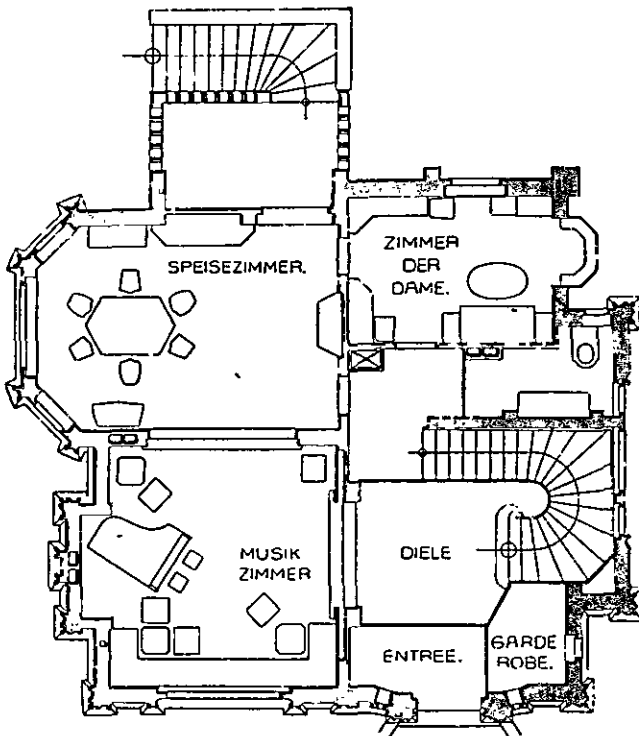 SPEISEZIMMER.
ZIMMER
DER
DAME.
MUSIK
ZIMMER
DIELE
ENTREE.
GARDE
ROBE.